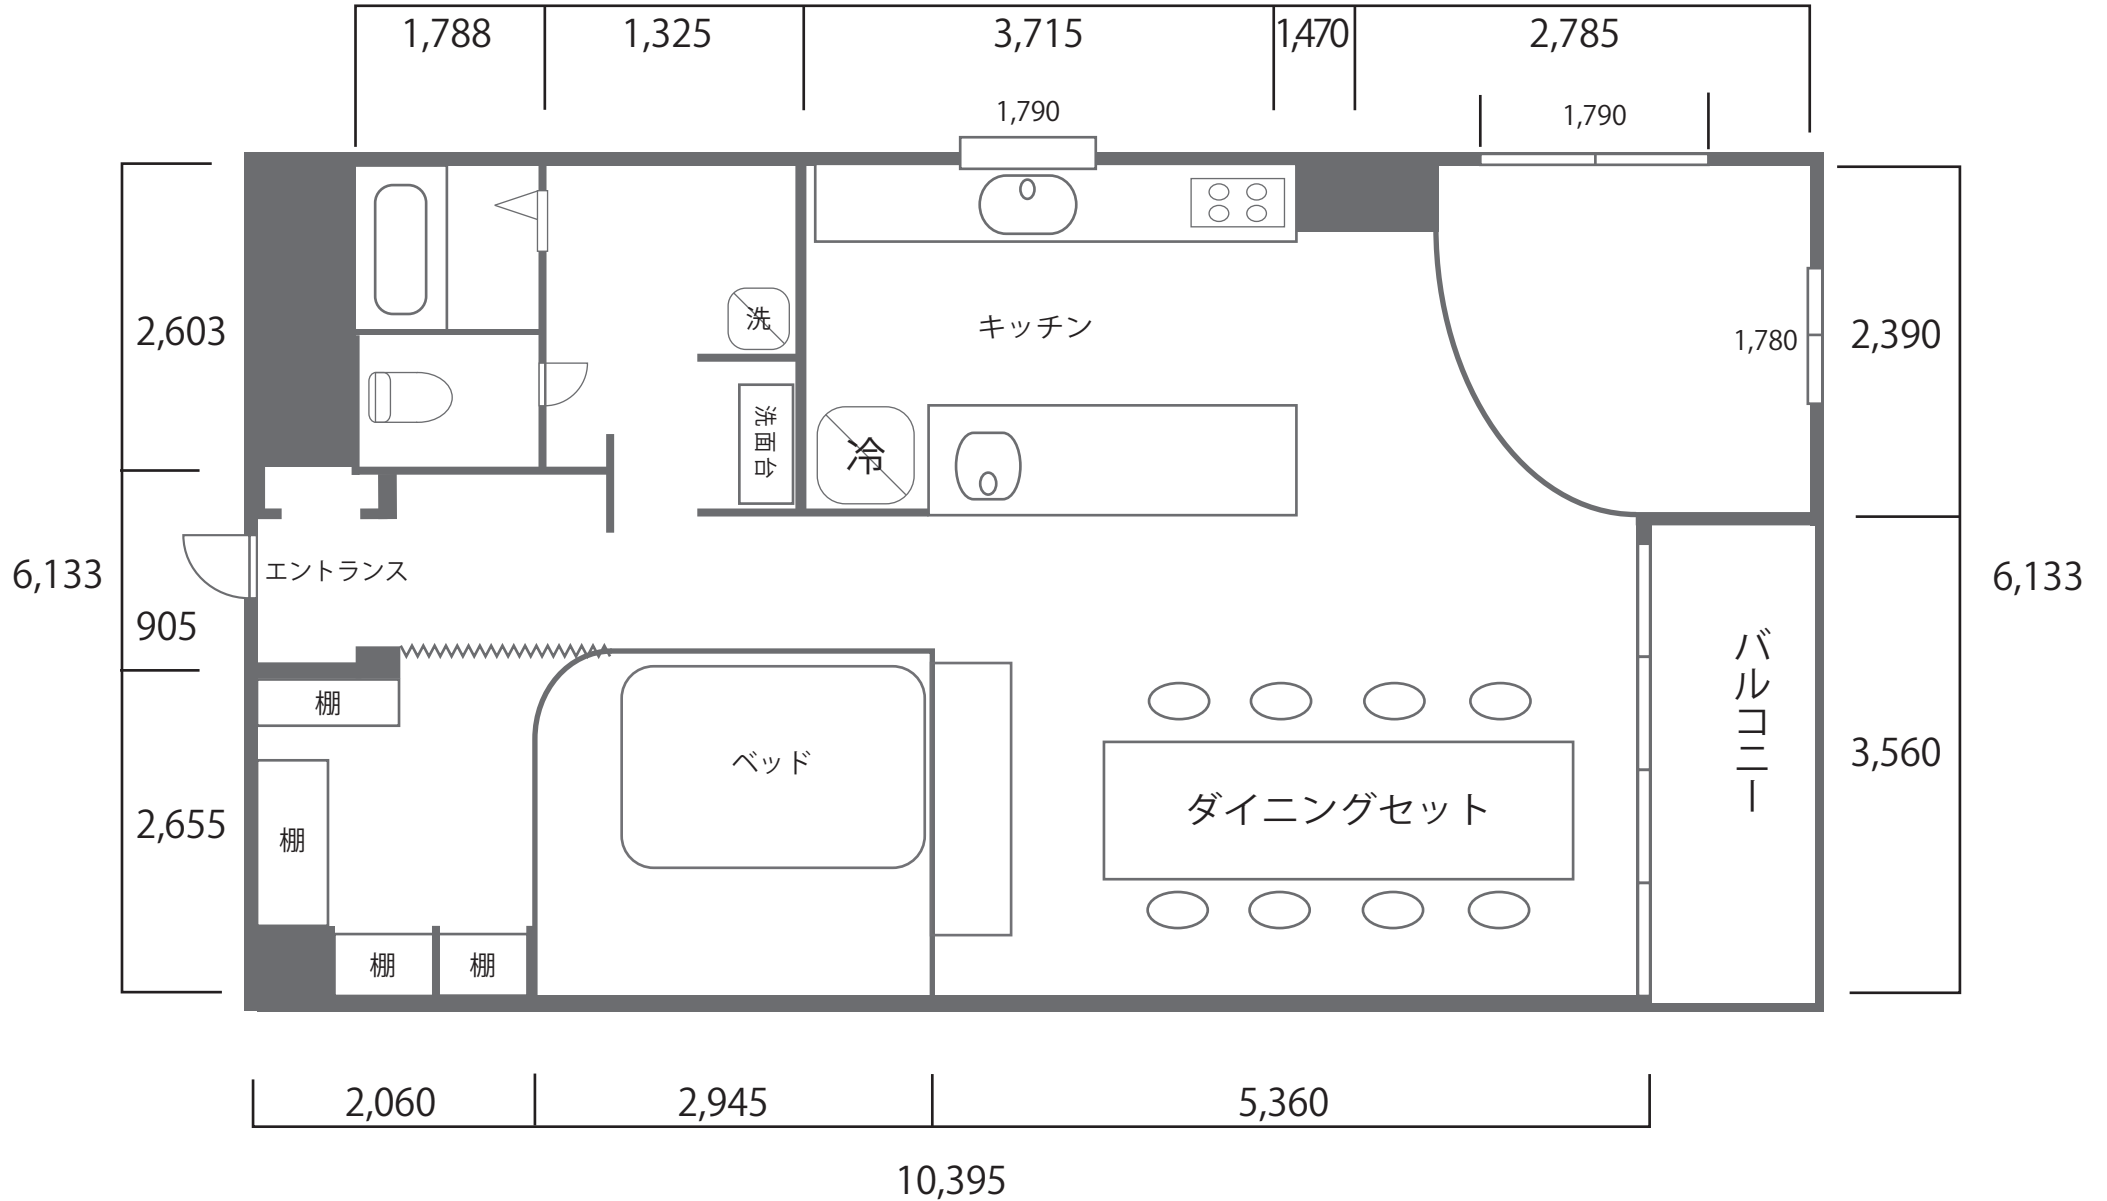 1,788
1,325
3,715
1,470
2,785
1,790
1,790
2,603
洗
キッチン
1,780
2,390
洗面台
冷
6,133
エントランス
6,133
905
バルコニー
棚
ベッド
3,560
ダイニングセット
2,655
棚
棚
棚
2,060
2,945
5,360
10,395